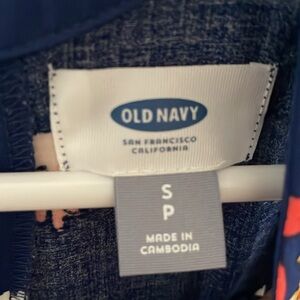 OLD NAVY
SAN FRANCISCO
CALIFORNIA
S
P
MADE IN
CAMBODIA